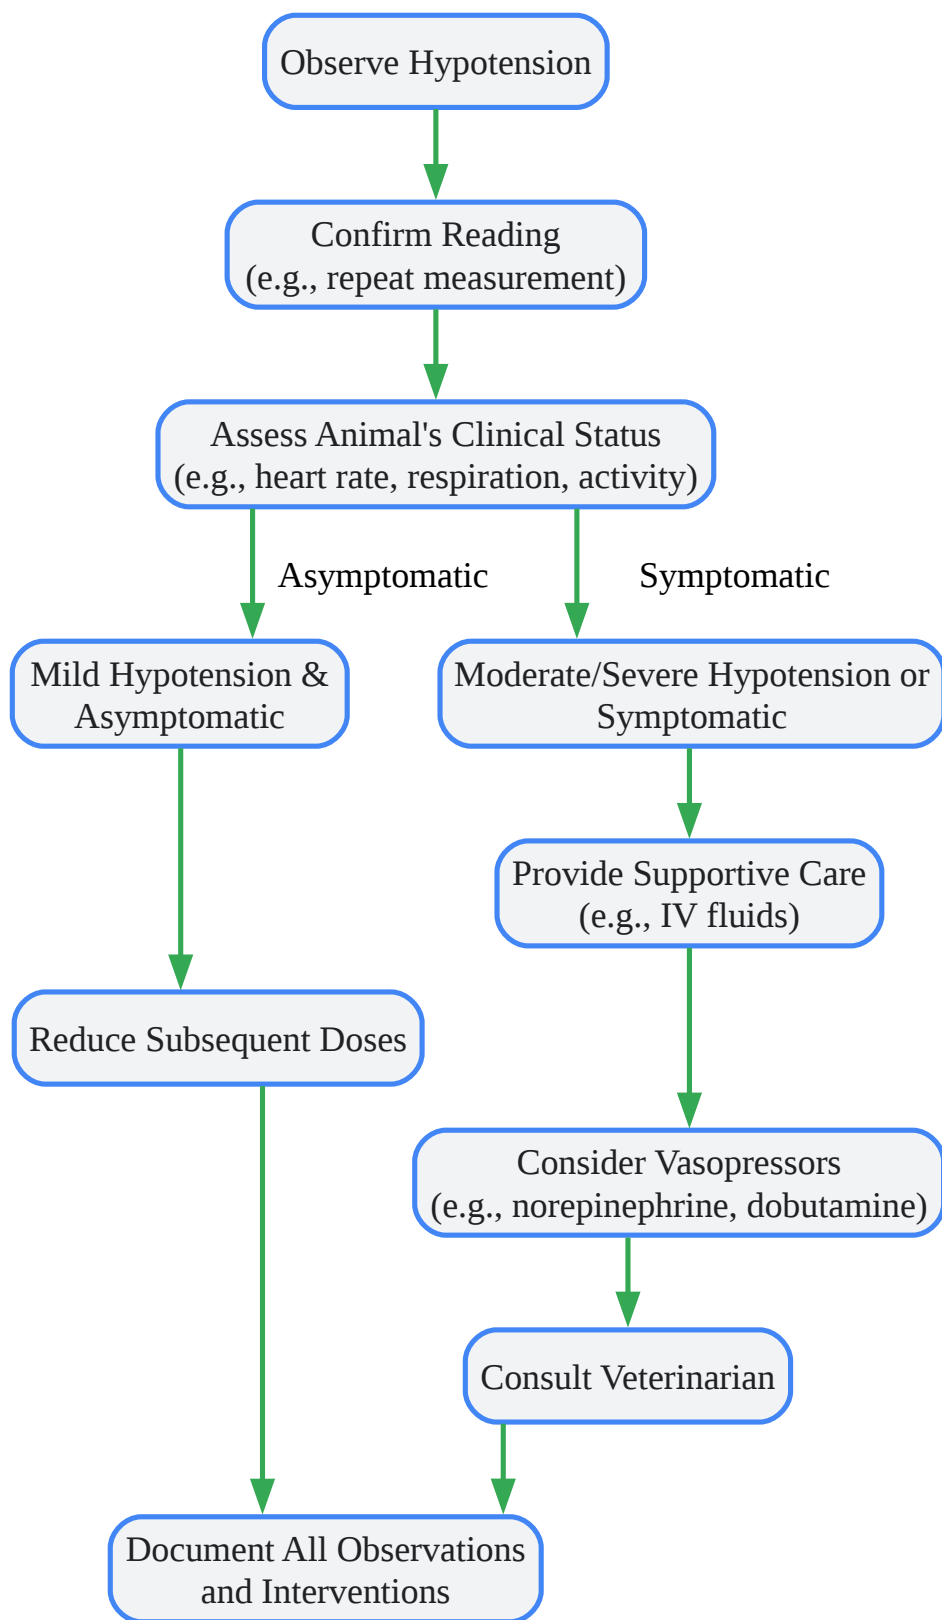 Observe Hypotension
Confirm Reading
(e.g., repeat measurement)
Assess Animal's Clinical Status
(e.g., heart rate, respiration, activity)
Asymptomatic
Symptomatic
Mild Hypotension &
Asymptomatic
Moderate/Severe Hypotension or
Symptomatic
Provide Supportive Care
(e.g., IV fluids)
Reduce Subsequent Doses
Consider Vasopressors
(e.g., norepinephrine, dobutamine)
Consult Veterinarian
Document All Observations
and Interventions